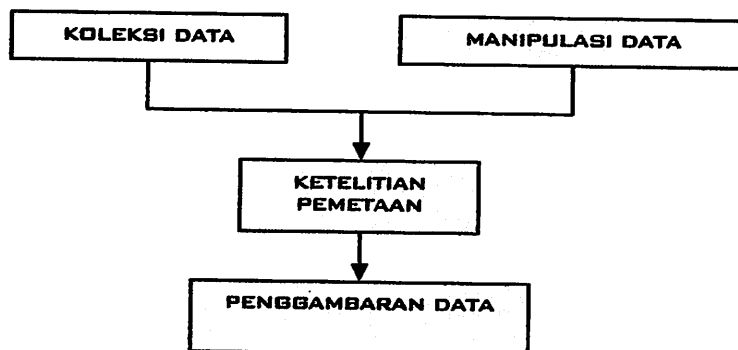 KOLEKSI DATA
MANIPULASI DATA
KETELITIAN
PEMETAAN
PENGGAMBARAN DATA